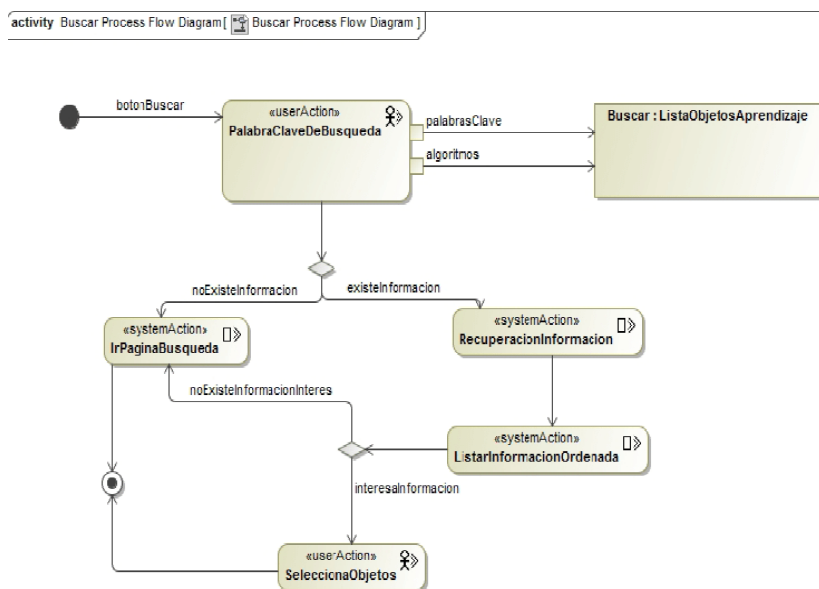 activity Buscar Process Flow Diagram [ Buscar Process Flow Diagram ]
botonBuscar
«userAction»
PalabraClaveDeBusqueda
palabrasClave
algoritmos
Buscar : ListaObjetosAprendizaje
noExisteInformacion
existeInformacion
«systemAction»
IrPaginaBusqueda
«systemAction»
RecuperacionInformacion
noExisteInformacionInteres
«systemAction»
ListarInformacionOrdenada
interesaInformacion
«userAction»
SeleccionaObjetos